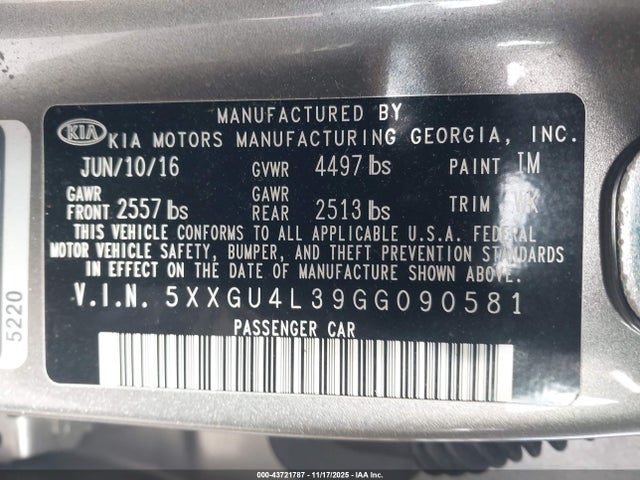 MANUFACTURED BY
KIA KIA MOTORS MANUFACTURING GEORGIA, INC.
JUN/10/16 GVWR 4497 lbs PAINT IM
GAWR FRONT 2557 lbs GAWR REAR 2513 lbs TRIM VK
THIS VEHICLE CONFORMS TO ALL APPLICABLE U.S.A. FEDERAL
MOTOR VEHICLE SAFETY, BUMPER, AND THEFT PREVENTION STANDARDS
IN EFFECT ON THE DATE OF MANUFACTURE SHOWN ABOVE.
V.I.N. 5XXGU4L39GG090581
PASSENGER CAR
5220
000-43721787 - 11/17/2025 - IAA Inc.